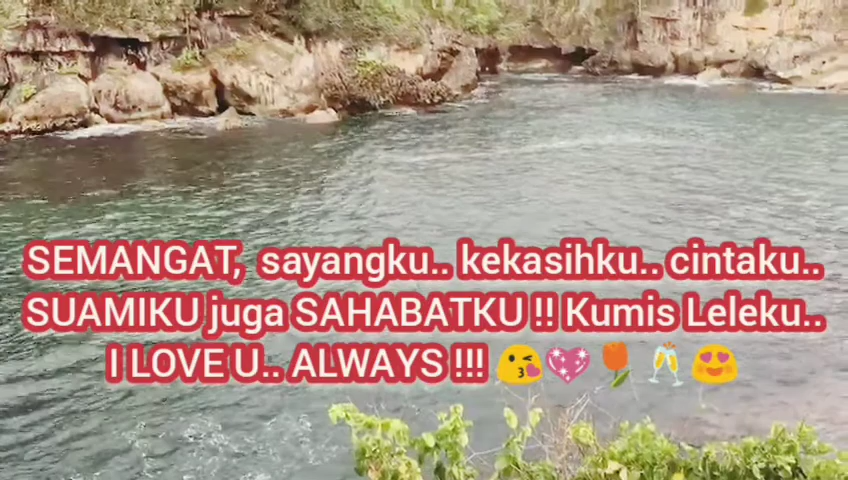 SEMANGAT, sayangku.. kekasihku.. cintaku..
SUAMIKU juga SAHABATKU !! Kumis Leleku..
I LOVE U.. ALWAYS !!! 😘💖🌷🥂😍